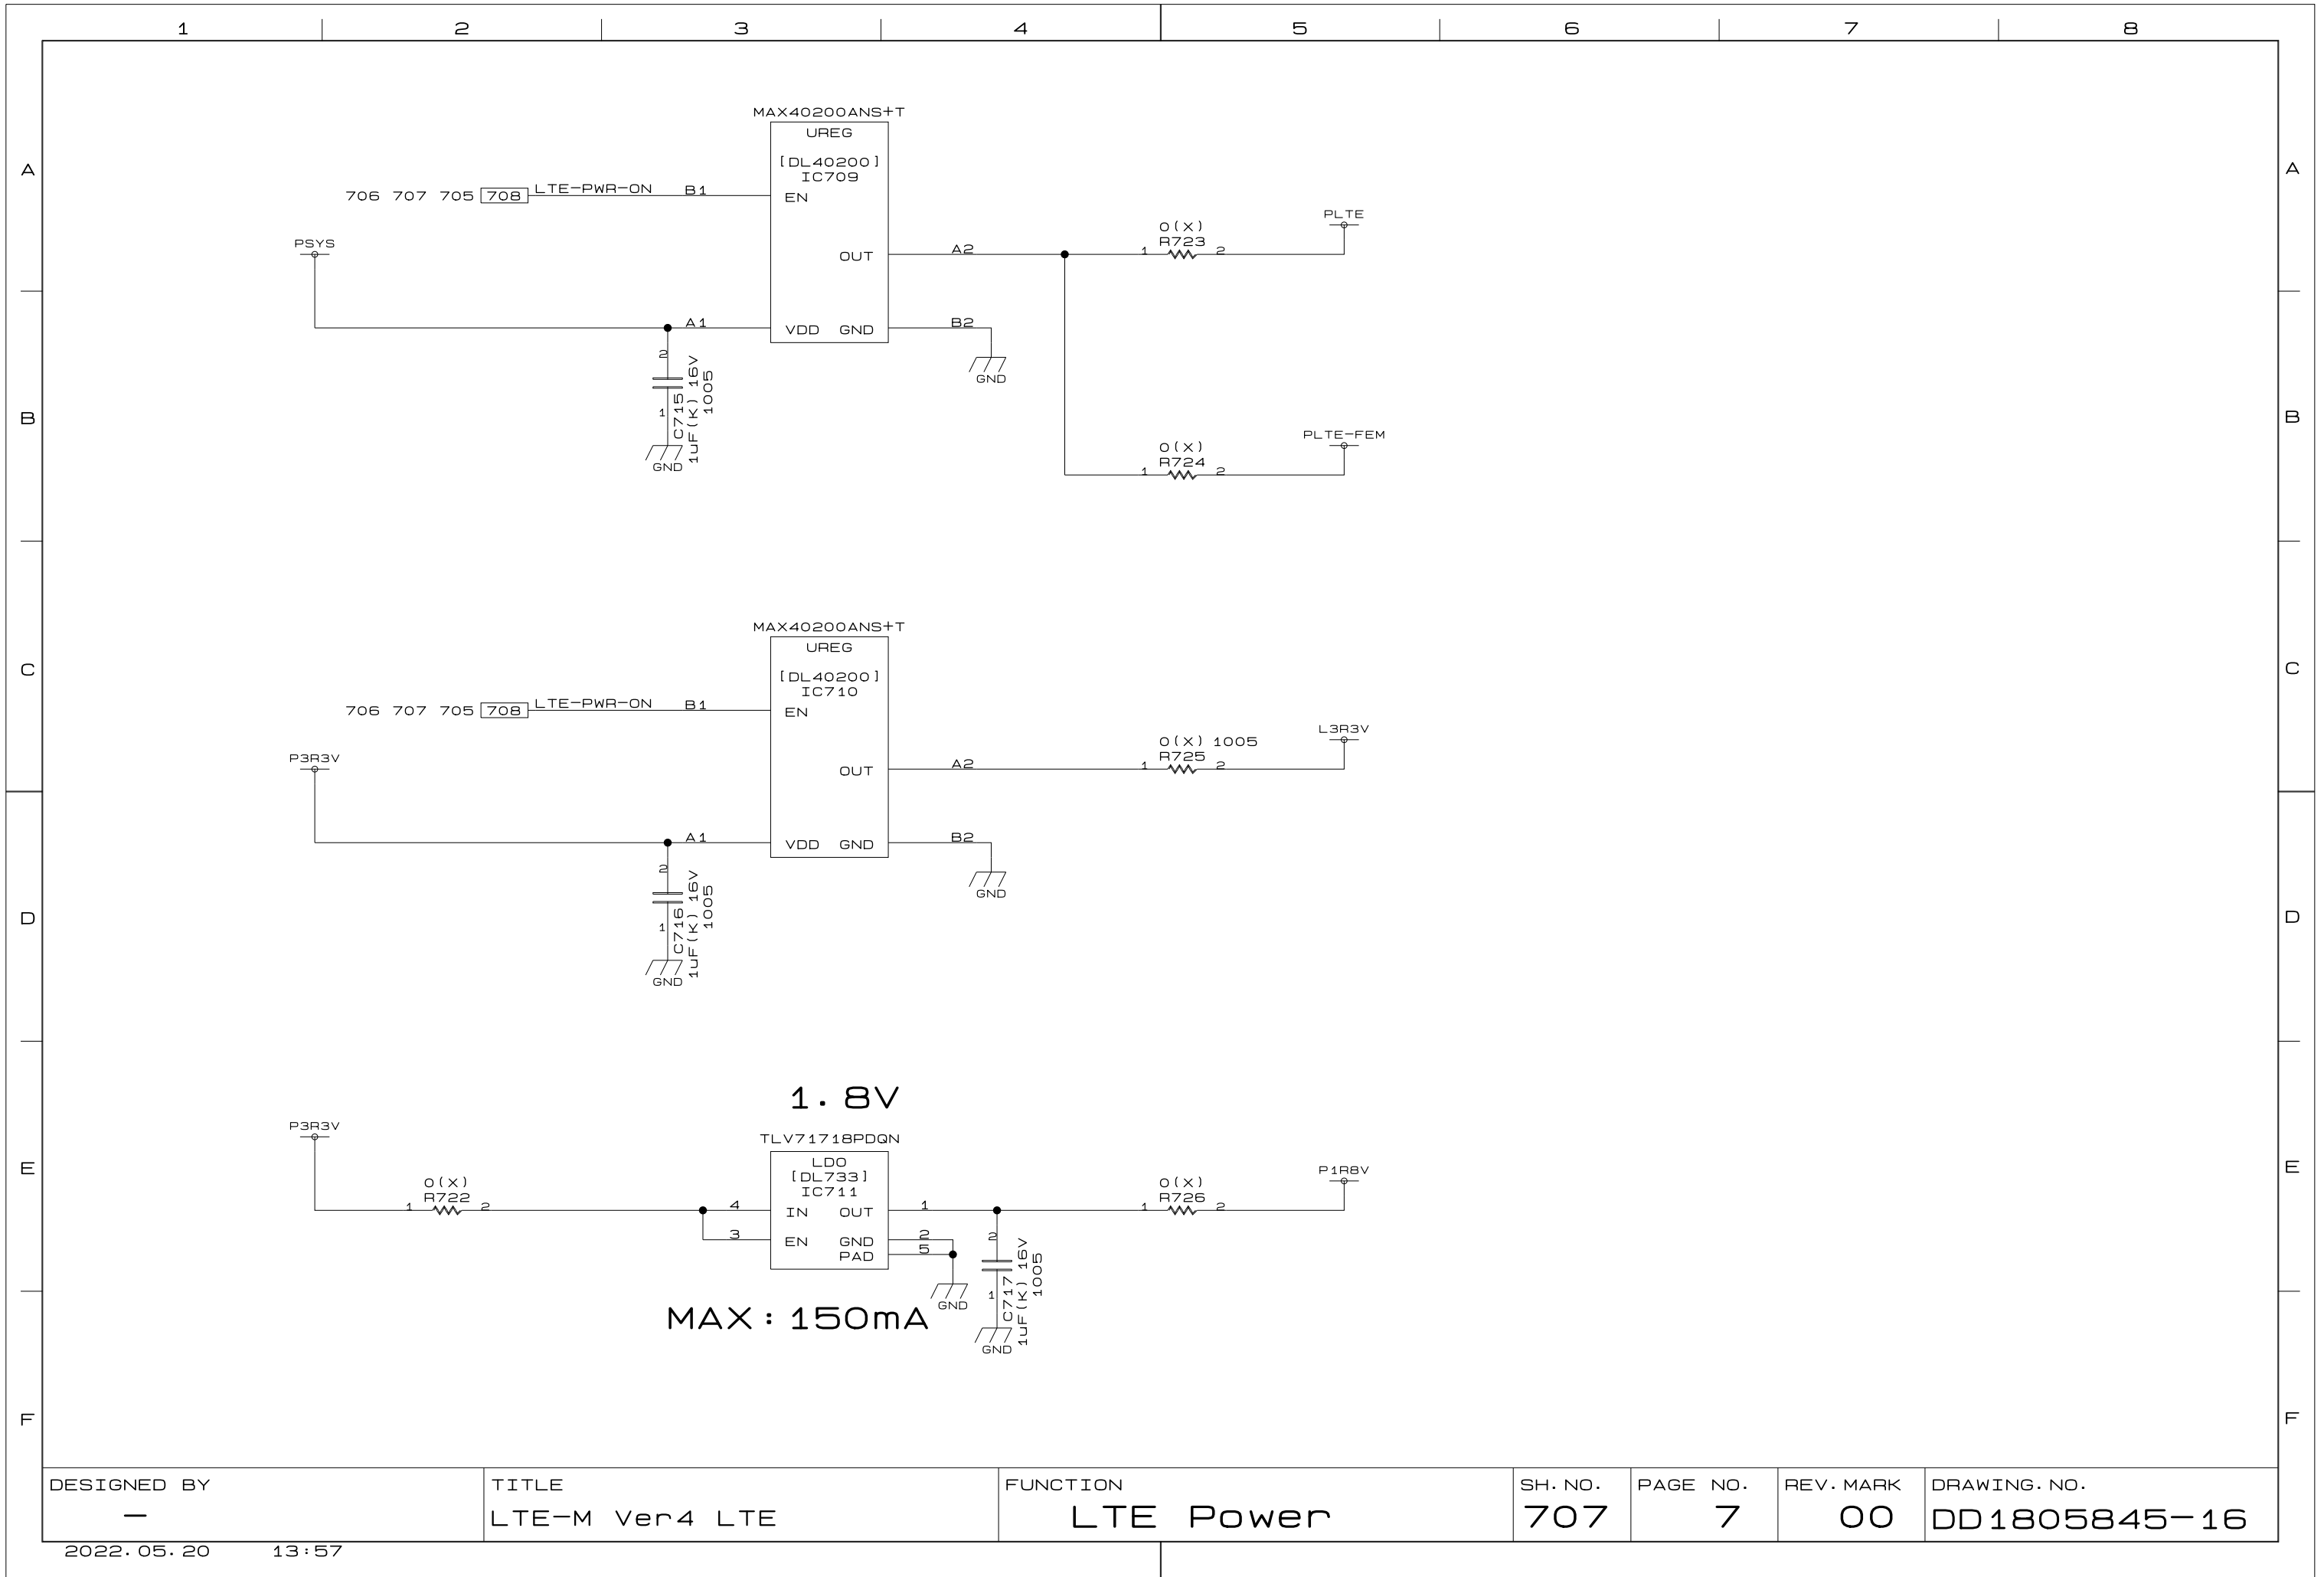 1 2 3 4 5 6 7 8
A A
MAX40200ANS+T
UREG
[DL40200]
IC709
706 707 705 708 LTE-PWR-ON B1
EN
PSYS
OUT
A2
0(X)
R723
1 2
PLTE
A1
VDD GND
B2
GND
2
1
C715
1uF(K) 16V
1005
GND
B B
0(X)
R724
1 2
PLTE-FEM
MAX40200ANS+T
UREG
[DL40200]
IC710
C C
706 707 705 708 LTE-PWR-ON B1
EN
P3R3V
OUT
A2
0(X) 1005
R725
1 2
L3R3V
A1
VDD GND
B2
GND
2
1
C716
1uF(K) 16V
1005
GND
D D
1.8V
P3R3V
TLV71718PDQN
LDO
[DL733]
IC711
E E
0(X)
R722
1 2
4
IN OUT
1
3
EN GND
2
PAD
5
GND
0(X)
R726
1 2
P1R8V
2
1
C717
1uF(K) 16V
1005
GND
MAX:150mA
F F
DESIGNED BY TITLE FUNCTION SH.NO. PAGE NO. REV.MARK DRAWING.NO.
– LTE-M Ver4 LTE LTE Power 707 7 00 DD1805845-16
2022.05.20 13:57